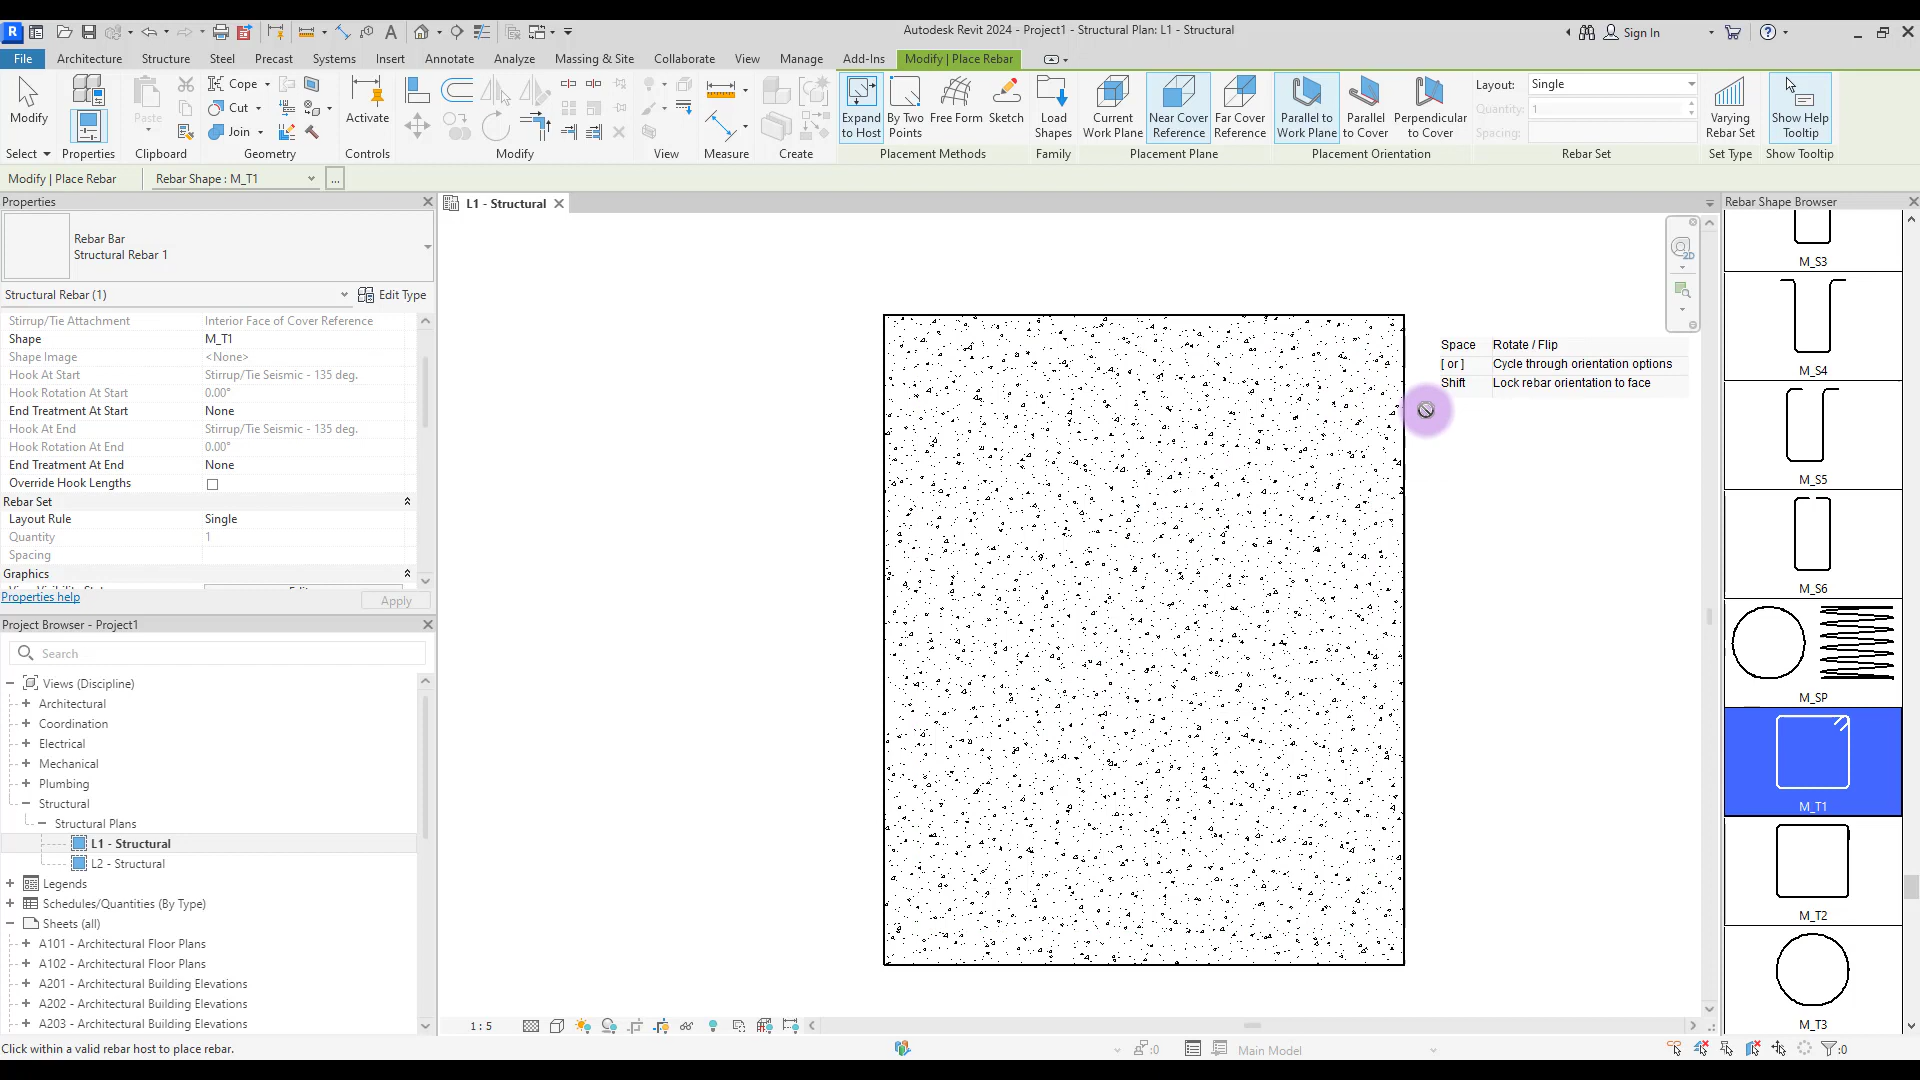 Autodesk Revit 2024 - Project1 - Structural Plan: L1 - Structural
Sign In
File
Architecture
Structure
Steel
Precast
Systems
Insert
Annotate
Analyze
Massing & Site
Collaborate
View
Manage
Add-Ins
Modify | Place Rebar
Modify
Select
Properties
Paste
Clipboard
Cope
Cut
Join
Geometry
Activate
Controls
Modify
View
Measure
Create
Expand to Host
By Two Points
Free Form
Sketch
Placement Methods
Load Shapes
Family
Current Work Plane
Near Cover Reference
Far Cover Reference
Placement Plane
Parallel to Work Plane
Parallel to Cover
Perpendicular to Cover
Placement Orientation
Layout: Single
Quantity: 1
Spacing:
Rebar Set
Varying Rebar Set
Set Type
Show Help Tooltip
Show Tooltip
Modify | Place Rebar
Rebar Shape : M_T1
...
Properties
Rebar Bar
Structural Rebar 1
Structural Rebar (1)
Edit Type
Stirrup/Tie Attachment Interior Face of Cover Reference
Shape M_T1
Shape Image <None>
Hook At Start Stirrup/Tie Seismic - 135 deg.
Hook Rotation At Start 0.00°
End Treatment At Start None
Hook At End Stirrup/Tie Seismic - 135 deg.
Hook Rotation At End 0.00°
End Treatment At End None
Override Hook Lengths
Rebar Set
Layout Rule Single
Quantity 1
Spacing
Graphics
Properties help
Apply
Project Browser - Project1
Search
Views (Discipline)
Architectural
Coordination
Electrical
Mechanical
Plumbing
Structural
Structural Plans
L1 - Structural
L2 - Structural
Legends
Schedules/Quantities (By Type)
Sheets (all)
A101 - Architectural Floor Plans
A102 - Architectural Floor Plans
A201 - Architectural Building Elevations
A202 - Architectural Building Elevations
A203 - Architectural Building Elevations
L1 - Structural
2D
Space Rotate / Flip
[ or ] Cycle through orientation options
Shift Lock rebar orientation to face
Rebar Shape Browser
M_S3
M_S4
M_S5
M_S6
M_SP
M_T1
M_T2
M_T3
1 : 5
Click within a valid rebar host to place rebar.
:0
Main Model
:0